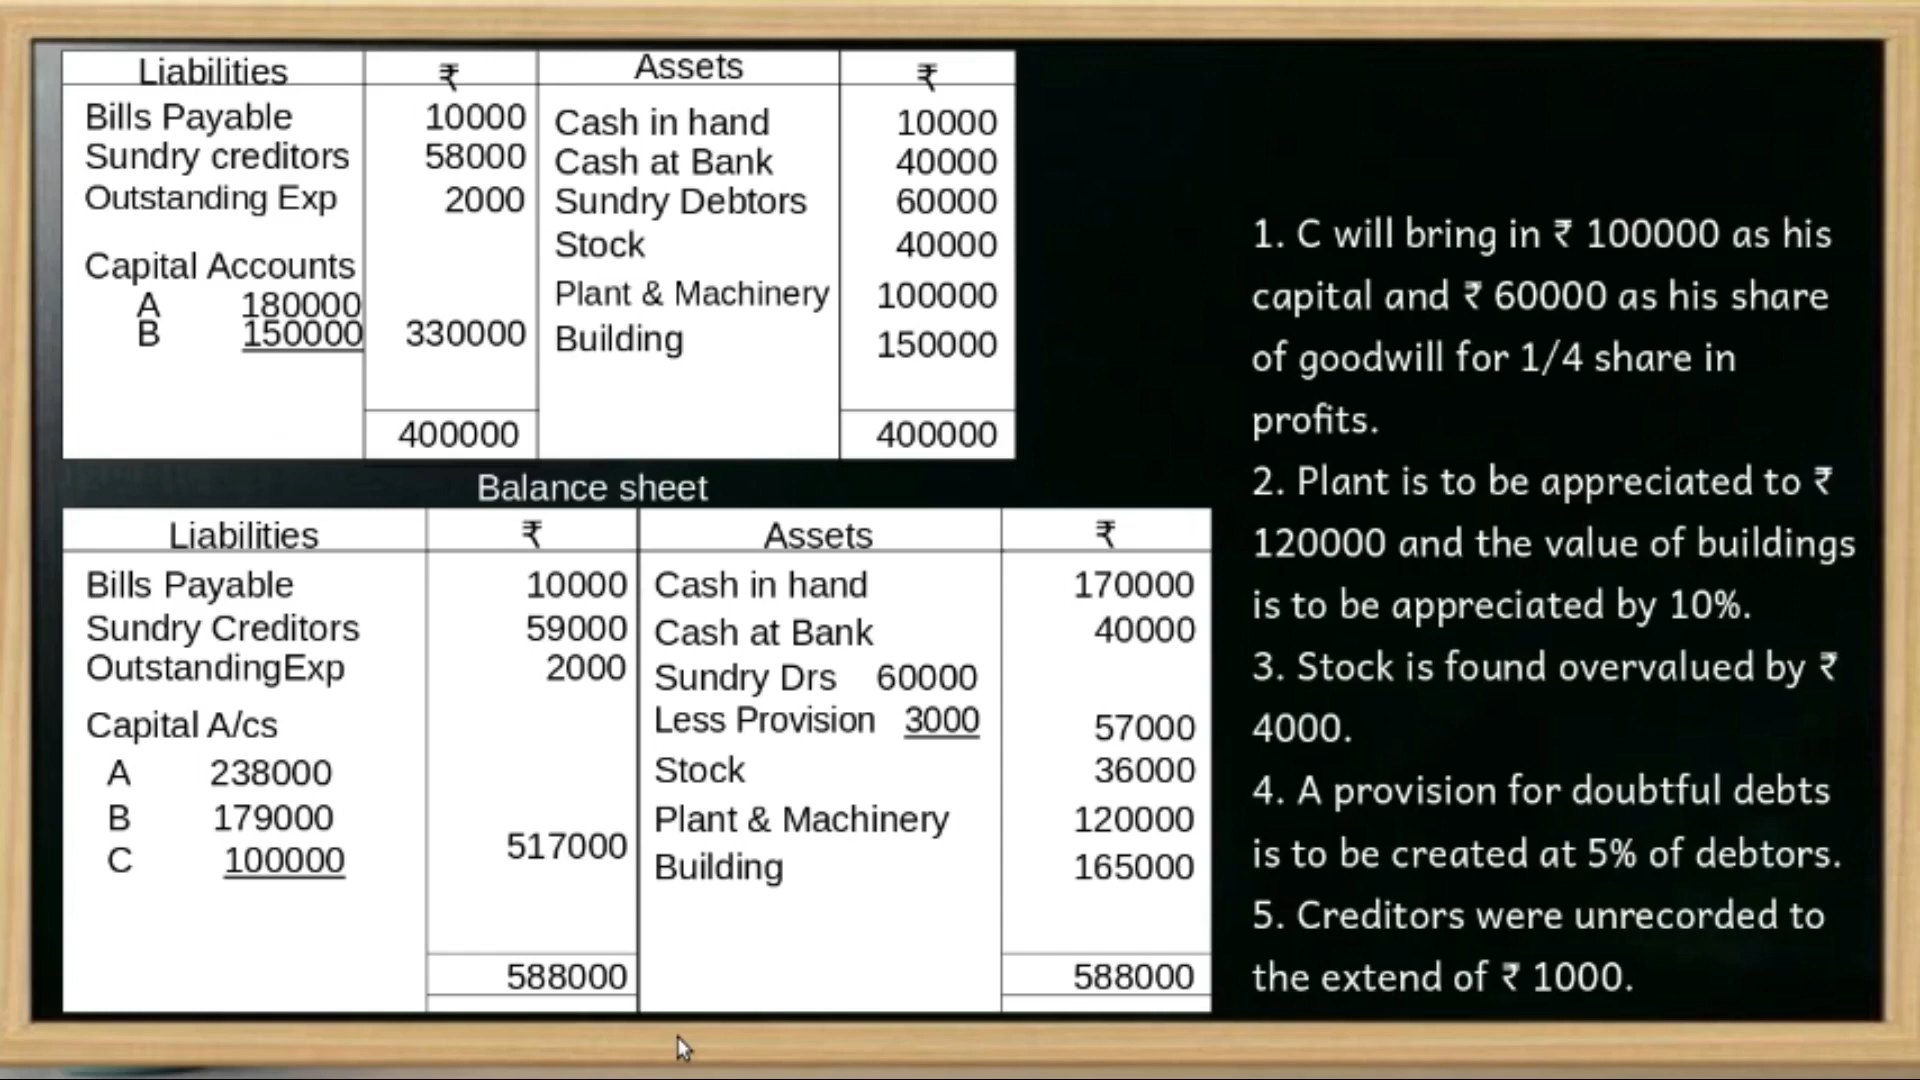 Liabilities ₹ Assets ₹
Bills Payable 10000 Cash in hand 10000
Sundry creditors 58000 Cash at Bank 40000
Outstanding Exp 2000 Sundry Debtors 60000
Stock 40000
Capital Accounts
A 180000 Plant & Machinery 100000
B 150000 330000 Building 150000
400000 400000
Balance sheet
Liabilities ₹ Assets ₹
Bills Payable 10000 Cash in hand 170000
Sundry Creditors 59000 Cash at Bank 40000
OutstandingExp 2000 Sundry Drs 60000
Capital A/cs Less Provision 3000 57000
A 238000 Stock 36000
B 179000 Plant & Machinery 120000
C 100000 517000 Building 165000
588000 588000
1. C will bring in ₹ 100000 as his
capital and ₹ 60000 as his share
of goodwill for 1/4 share in
profits.
2. Plant is to be appreciated to ₹
120000 and the value of buildings
is to be appreciated by 10%.
3. Stock is found overvalued by ₹
4000.
4. A provision for doubtful debts
is to be created at 5% of debtors.
5. Creditors were unrecorded to
the extend of ₹ 1000.